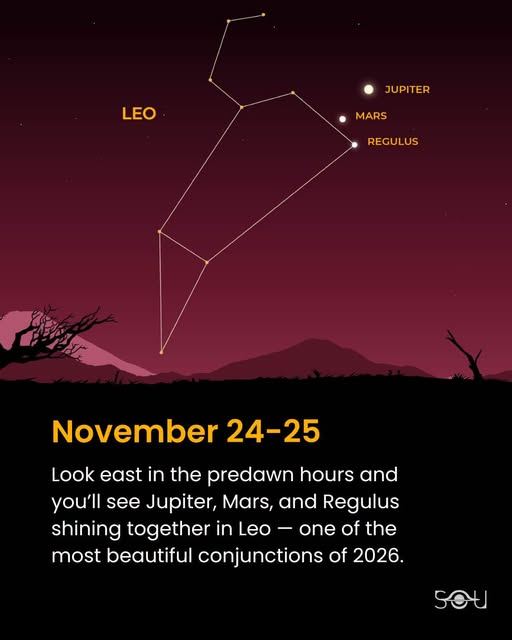 JUPITER
LEO
MARS
REGULUS
November 24-25
Look east in the predawn hours and
you’ll see Jupiter, Mars, and Regulus
shining together in Leo — one of the
most beautiful conjunctions of 2026.
SOU